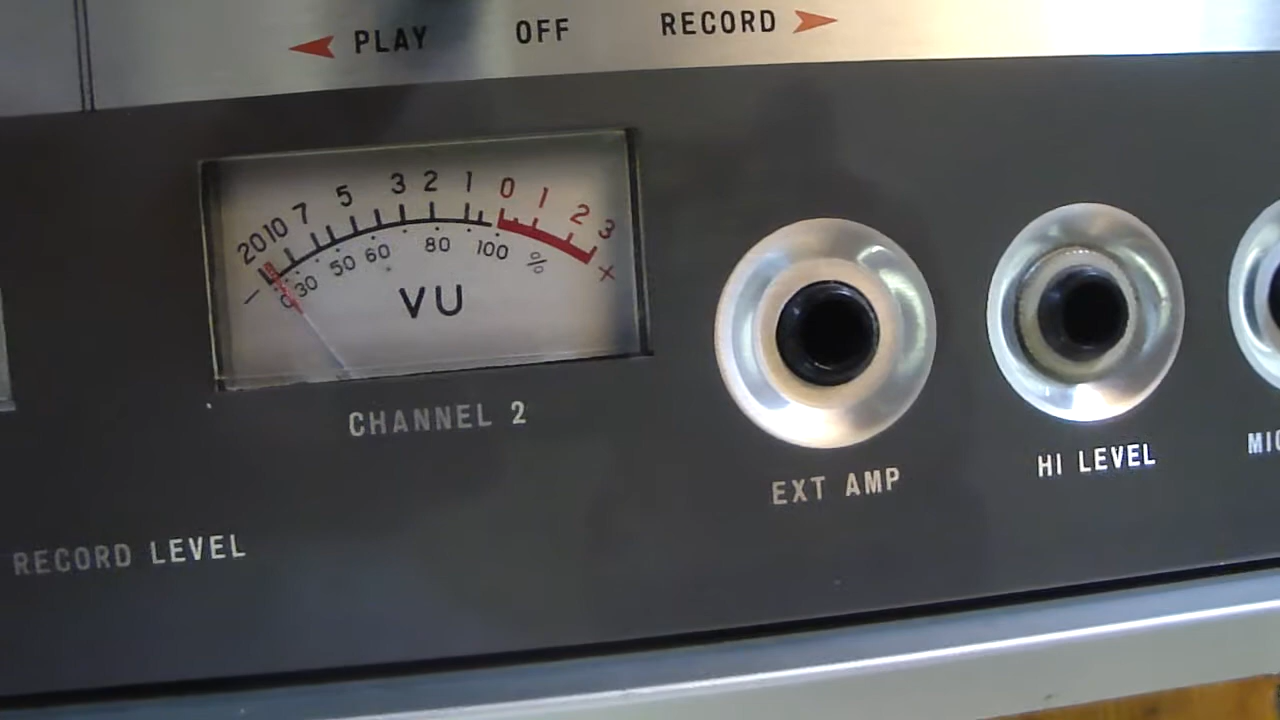 PLAY OFF RECORD
20 10 7 5 3 2 1 0 1 2 3
- 0 30 50 60 80 100 % +
VU
CHANNEL 2
EXT AMP
HI LEVEL
RECORD LEVEL